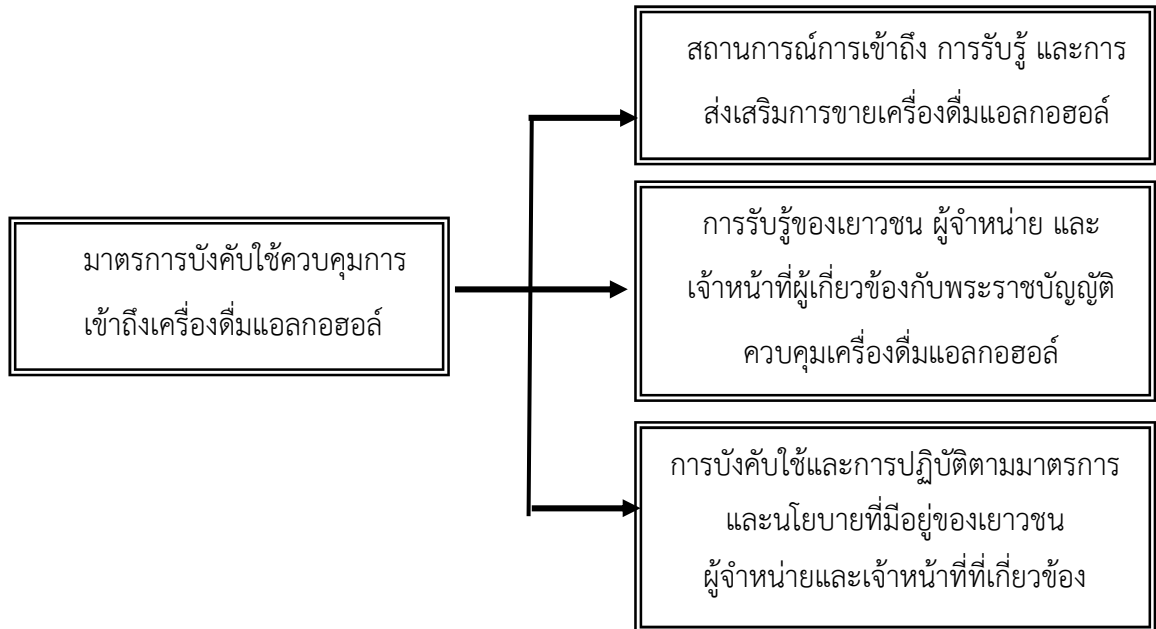 สถานการณ์การเข้าถึง การรับรู้ และการ
ส่งเสริมการขายเครื่องดื่มแอลกอฮอล์
มาตรการบังคับใช้ควบคุมการ
เข้าถึงเครื่องดื่มแอลกอฮอล์
การรับรู้ของเยาวชน ผู้จำหน่าย และ
เจ้าหน้าที่ผู้เกี่ยวข้องกับพระราชบัญญัติ
ควบคุมเครื่องดื่มแอลกอฮอล์
การบังคับใช้และการปฏิบัติตามมาตรการ
และนโยบายที่มีอยู่ของเยาวชน
ผู้จำหน่ายและเจ้าหน้าที่ที่เกี่ยวข้อง